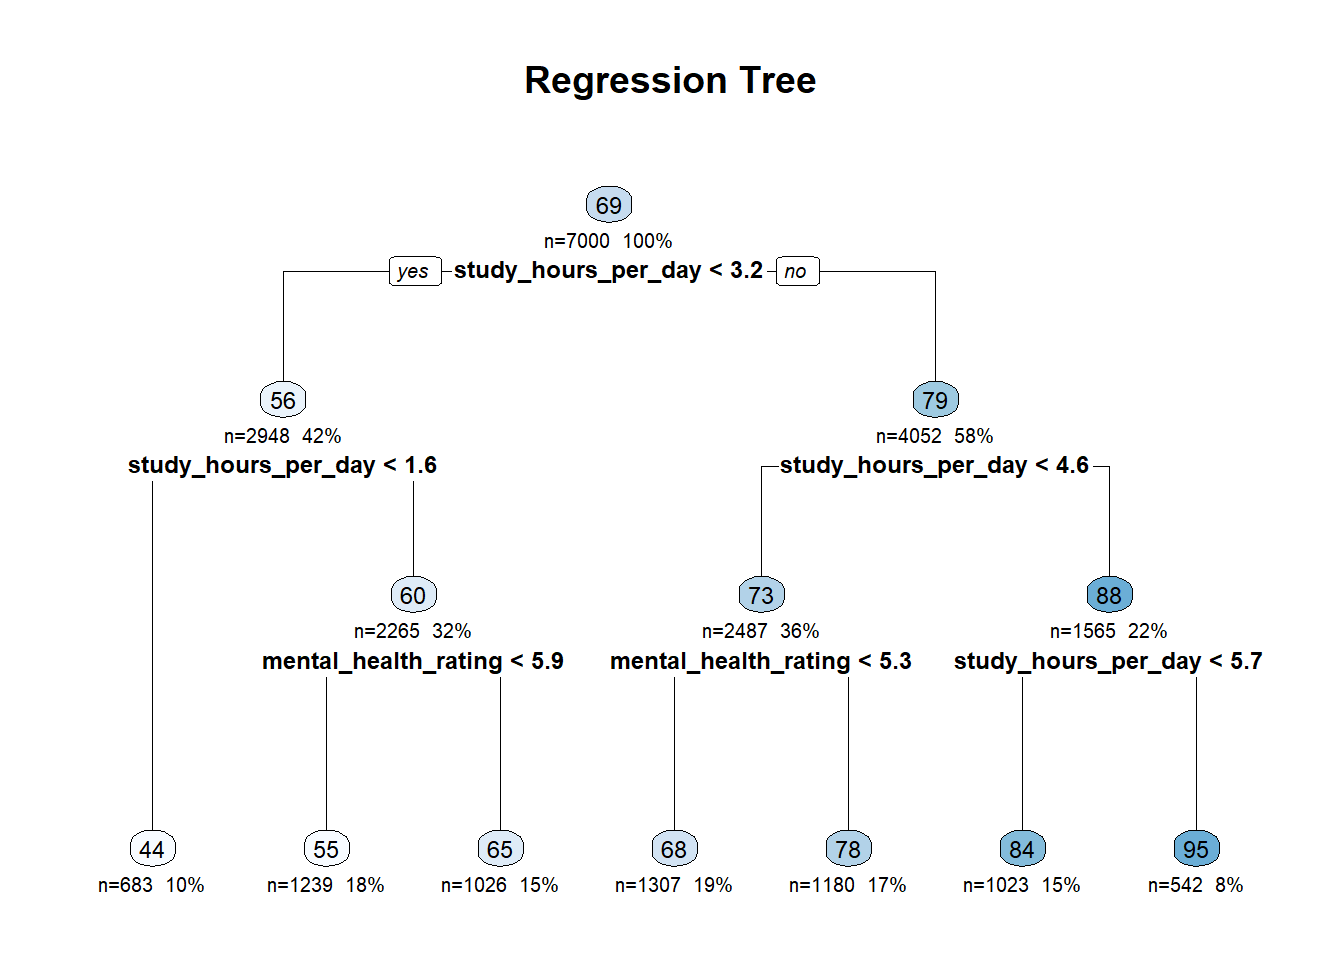 Regression Tree
69
n=7000 100%
yes study_hours_per_day < 3.2 no
56 79
n=2948 42% n=4052 58%
study_hours_per_day < 1.6 study_hours_per_day < 4.6
60 73 88
n=2265 32% n=2487 36% n=1565 22%
mental_health_rating < 5.9 mental_health_rating < 5.3 study_hours_per_day < 5.7
44 55 65 68 78 84 95
n=683 10% n=1239 18% n=1026 15% n=1307 19% n=1180 17% n=1023 15% n=542 8%